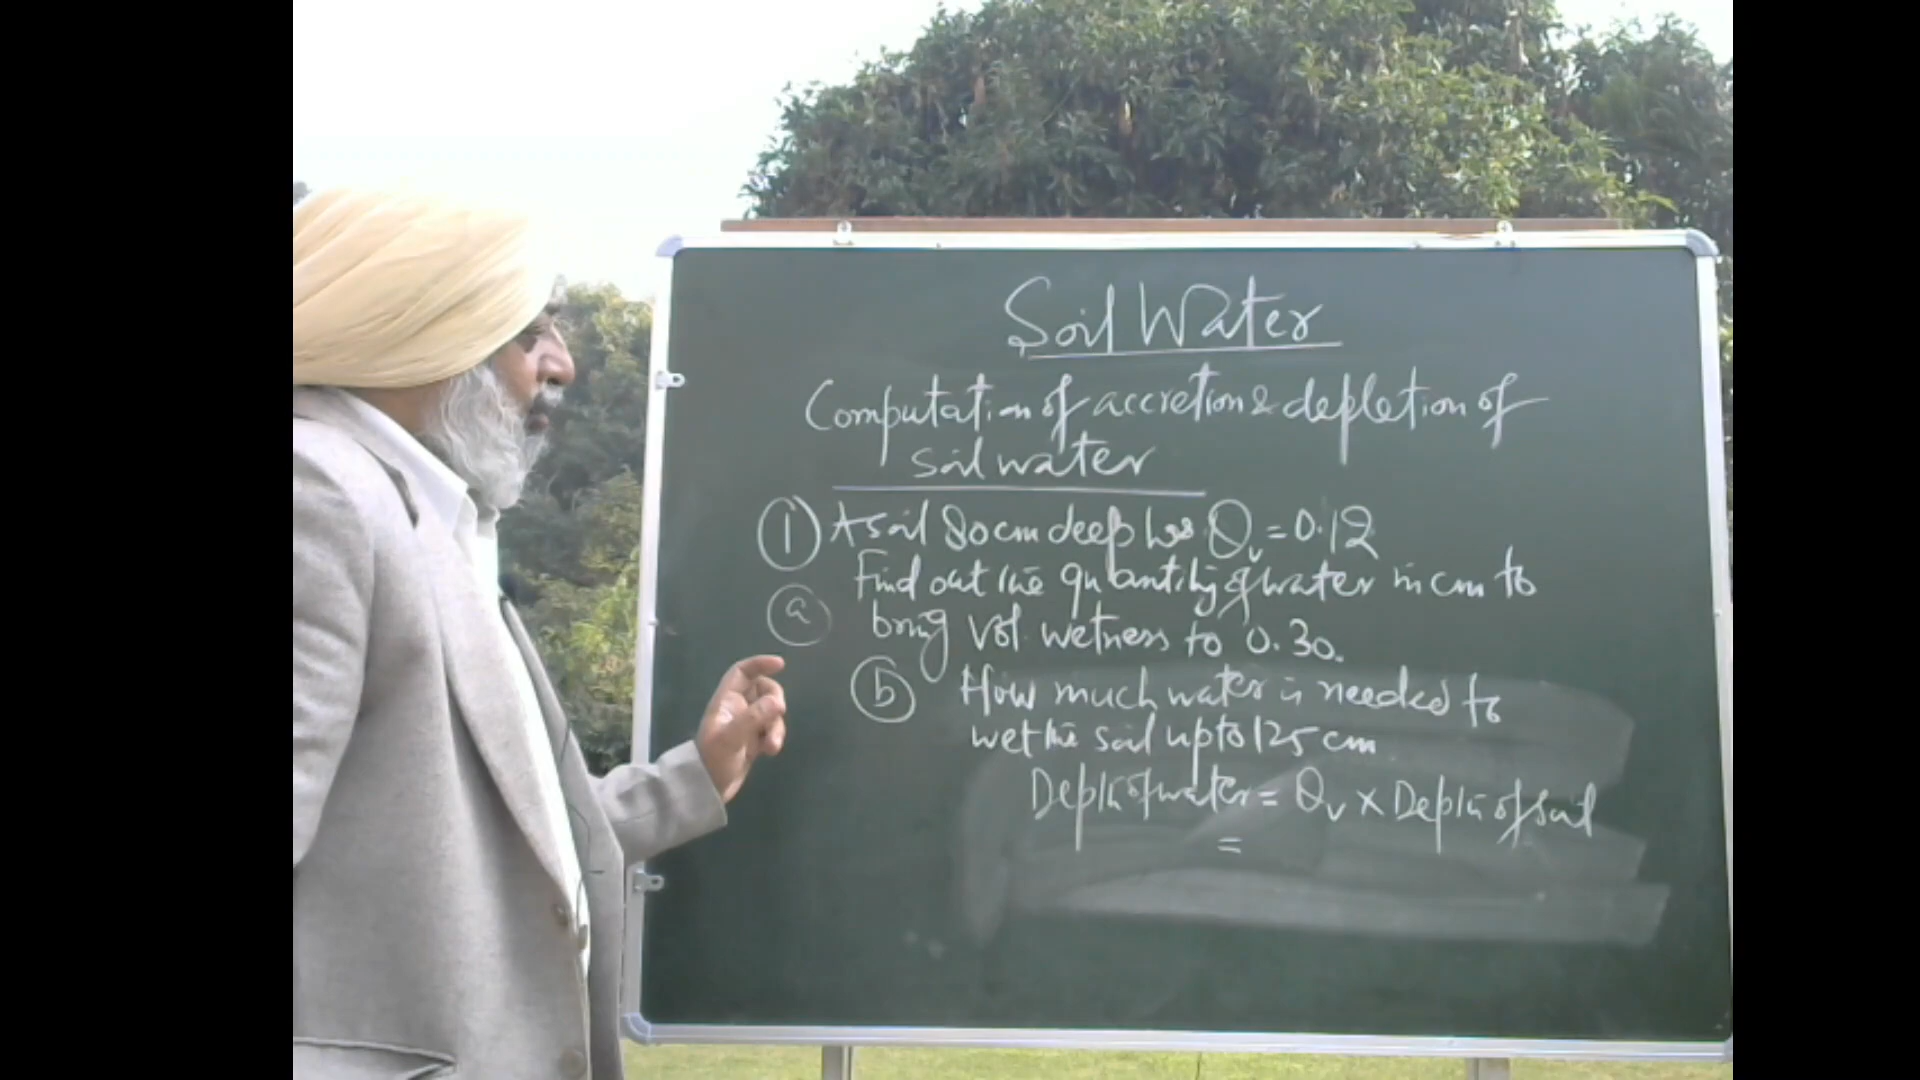 Soil Water
Computation of accretion & depletion of
soil water
① A soil 80 cm deep has θv = 0.12
Find out the quantity of water in cm to
ⓐ bring vol. wetness to 0.30.
ⓑ How much water is needed to
wet the soil upto 125 cm
Depth of water = θv × Depth of soil
=